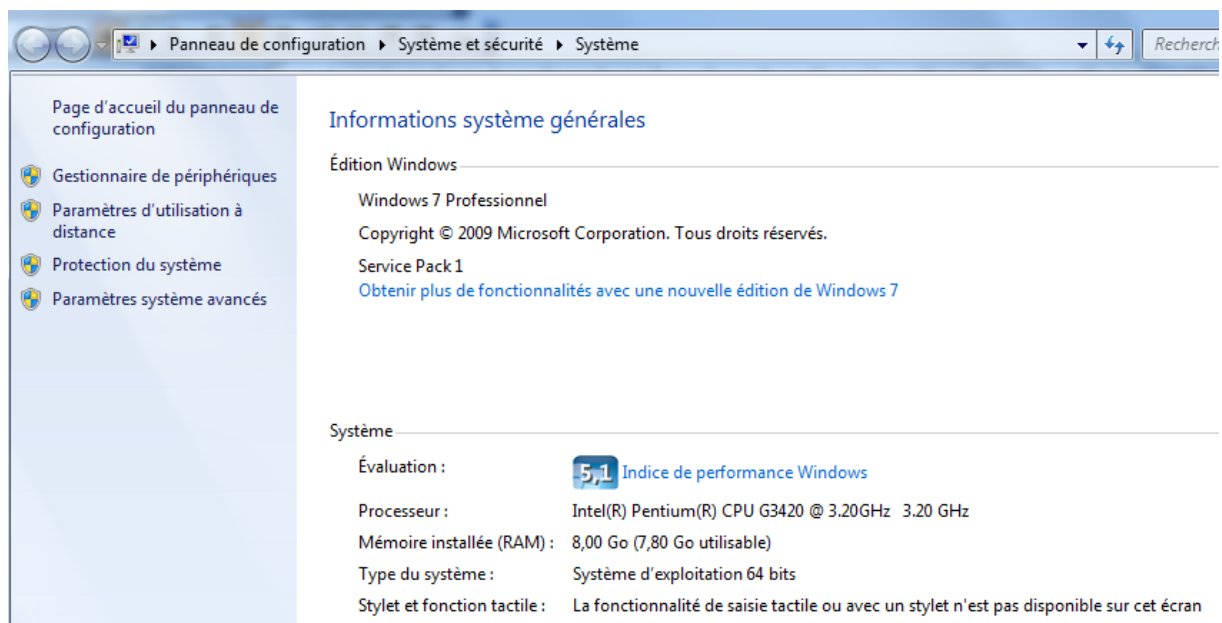 Panneau de configuration ▸ Système et sécurité ▸ Système
Recherch
Page d'accueil du panneau de
configuration
Gestionnaire de périphériques
Paramètres d'utilisation à
distance
Protection du système
Paramètres système avancés
Informations système générales
Édition Windows
Windows 7 Professionnel
Copyright © 2009 Microsoft Corporation. Tous droits réservés.
Service Pack 1
Obtenir plus de fonctionnalités avec une nouvelle édition de Windows 7
Système
Évaluation : 5,1 Indice de performance Windows
Processeur : Intel(R) Pentium(R) CPU G3420 @ 3.20GHz 3.20 GHz
Mémoire installée (RAM) : 8,00 Go (7,80 Go utilisable)
Type du système : Système d'exploitation 64 bits
Stylet et fonction tactile : La fonctionnalité de saisie tactile ou avec un stylet n'est pas disponible sur cet écran